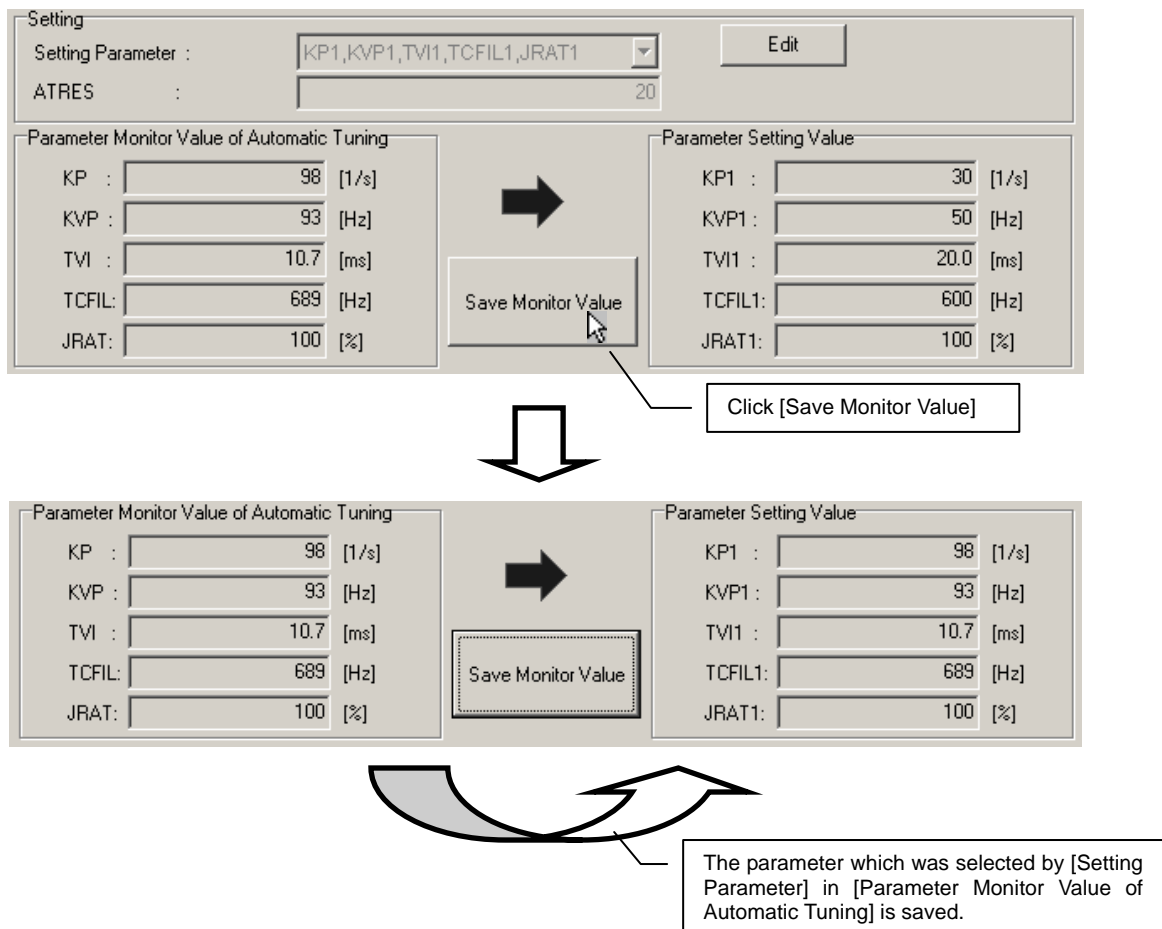 Setting
Setting Parameter : KP1,KVP1,TVI1,TCFIL1,JRAT1 Edit
ATRES : 20
Parameter Monitor Value of Automatic Tuning
KP : 98 [1/s]
KVP : 93 [Hz]
TVI : 10.7 [ms]
TCFIL: 689 [Hz]
JRAT: 100 [%]
Save Monitor Value
Parameter Setting Value
KP1 : 30 [1/s]
KVP1 : 50 [Hz]
TVI1 : 20.0 [ms]
TCFIL1: 600 [Hz]
JRAT1: 100 [%]
Click [Save Monitor Value]
Parameter Monitor Value of Automatic Tuning
KP : 98 [1/s]
KVP : 93 [Hz]
TVI : 10.7 [ms]
TCFIL: 689 [Hz]
JRAT: 100 [%]
Save Monitor Value
Parameter Setting Value
KP1 : 98 [1/s]
KVP1 : 93 [Hz]
TVI1 : 10.7 [ms]
TCFIL1: 689 [Hz]
JRAT1: 100 [%]
The parameter which was selected by [Setting
Parameter] in [Parameter Monitor Value of
Automatic Tuning] is saved.